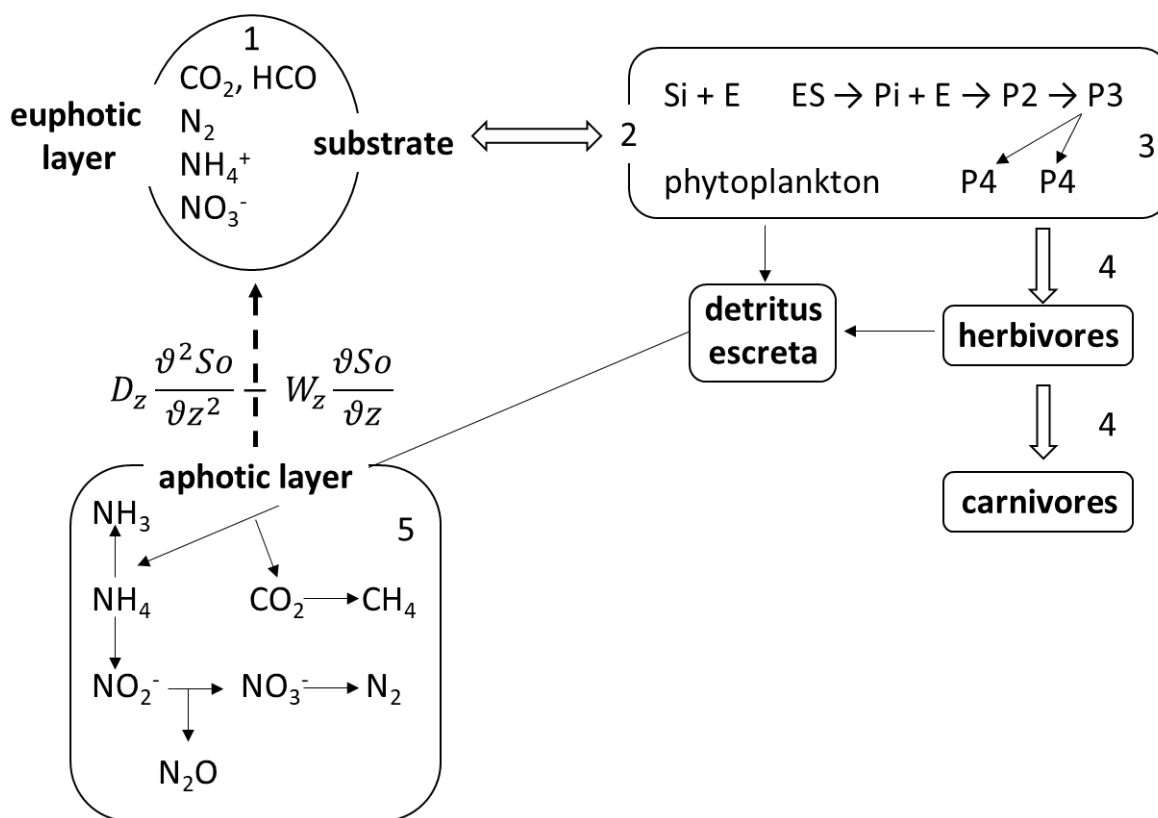 1
CO₂, HCO
N₂
NH₄⁺
NO₃⁻
euphotic
layer
substrate
2
Si + E ES → Pi + E → P2 → P3
3
phytoplankton P4 P4
4
detritus
escreta
herbivores
4
carnivores
D_z ϑ²So/ϑz² − W_z ϑSo/ϑz
aphotic layer
5
NH₃
NH₄
CO₂ → CH₄
NO₂⁻ → NO₃⁻ → N₂
N₂O